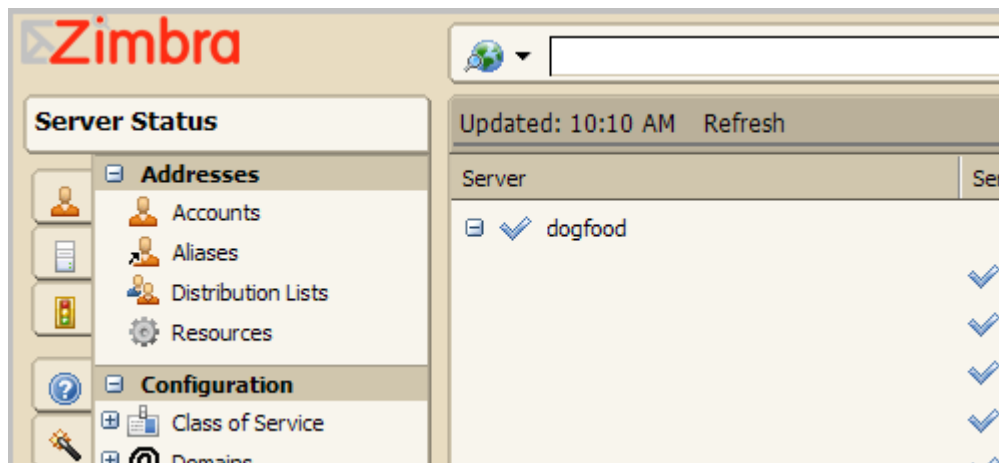 Zimbra
Server Status
Updated: 10:10 AM Refresh
Addresses
Accounts
Aliases
Distribution Lists
Resources
Configuration
Class of Service
Domains
Server
dogfood